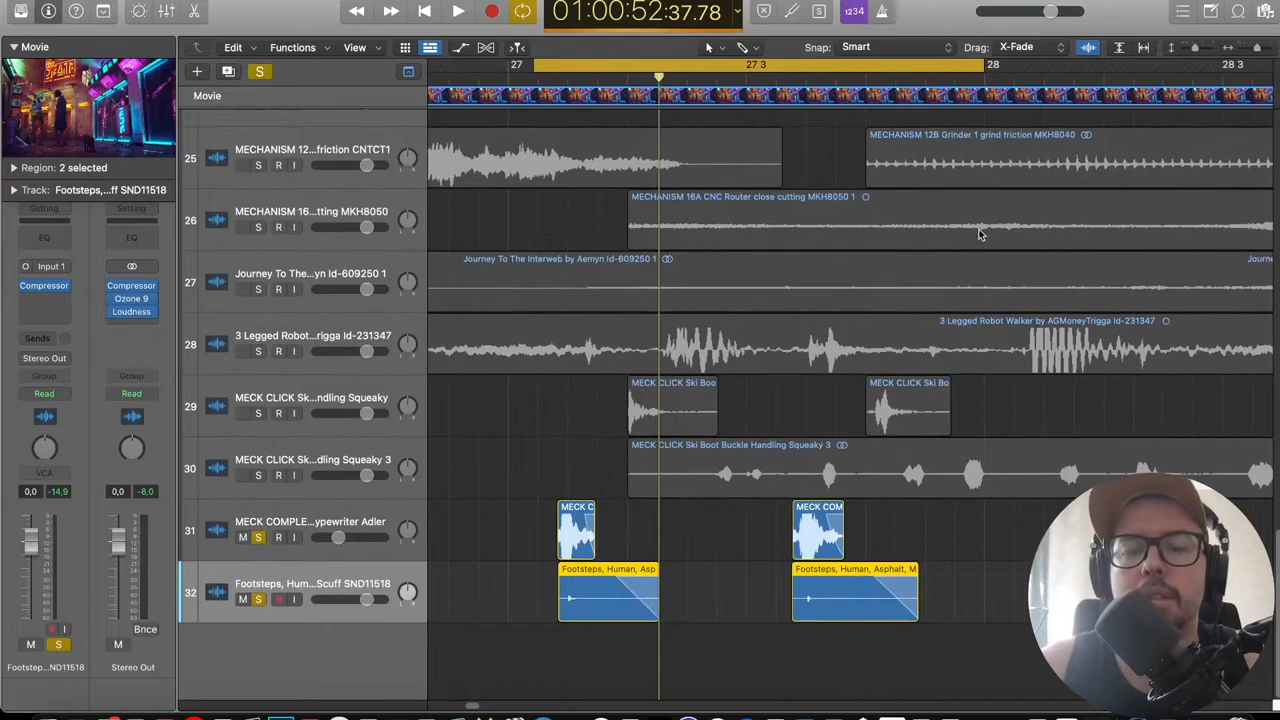 01:00:52:37.78
1234
Movie
Edit
Functions
View
Snap:
Smart
Drag:
X-Fade
S
27
27 3
28
28 3
Movie
Region: 2 selected
Track: Footsteps,...ff SND11518
Setting
Setting
EQ
EQ
Input 1
Compressor
Compressor
Ozone 9
Loudness
Sends
Stereo Out
Group
Group
Read
Read
VCA
0,0
-14,9
0,0
-8,0
R
I
Bnce
M
S
M
Footstep...ND11518
Stereo Out
25
MECHANISM 12...friction CNTCT1
S R I
MECHANISM 12B Grinder 1 grind friction MKH8040
26
MECHANISM 16...tting MKH8050
S R I
MECHANISM 16A CNC Router close cutting MKH8050 1
27
Journey To The...yn Id-609250 1
S R I
Journey To The Interweb by Aemyn Id-609250 1
Journe
28
3 Legged Robot...rigga Id-231347
S R I
3 Legged Robot Walker by AGMoneyTrigga Id-231347
29
MECK CLICK Sk...ndling Squeaky
S R I
MECK CLICK Ski Boo
MECK CLICK Ski Bo
30
MECK CLICK Sk...dling Squeaky 3
S R I
MECK CLICK Ski Boot Buckle Handling Squeaky 3
31
MECK COMPLE...ypewriter Adler
M S R I
MECK C
MECK COM
32
Footsteps, Hum...Scuff SND11518
M S R I
Footsteps, Human, Asp
Footsteps, Human, Asphalt, M